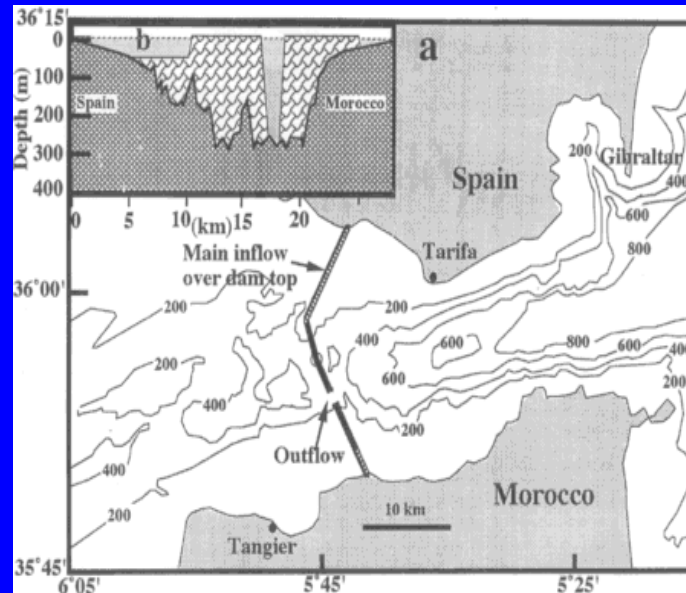 36°15'
b
a
0
100
200
300
400
Depth (m)
Spain
Morocco
0
5
10
15
20
(km)
Main inflow
over dam top
Spain
Gibraltar
Tarifa
200
400
600
800
36°00'
200
200
200
400
400
600
600
800
600
400
200
400
200
200
Outflow
Morocco
10 km
Tangier
35°45'
6°05'
5°45'
5°25'